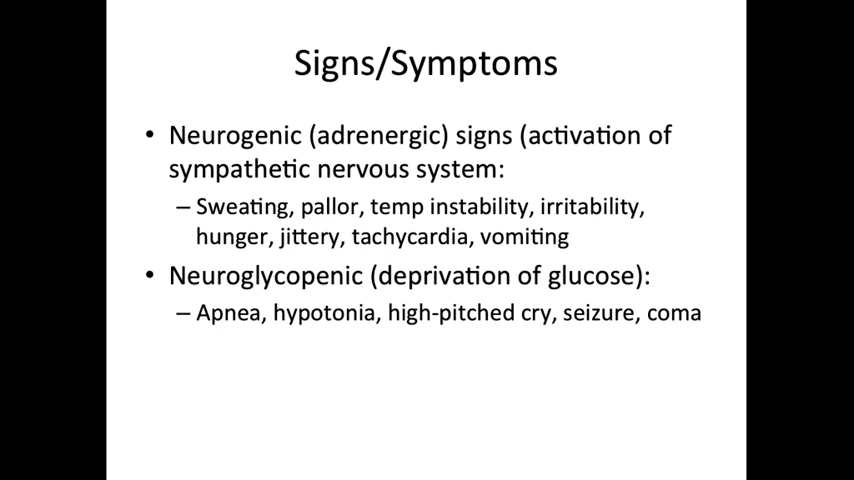 Signs/Symptoms
• Neurogenic (adrenergic) signs (activation of
sympathetic nervous system:
– Sweating, pallor, temp instability, irritability,
hunger, jittery, tachycardia, vomiting
• Neuroglycopenic (deprivation of glucose):
– Apnea, hypotonia, high-pitched cry, seizure, coma